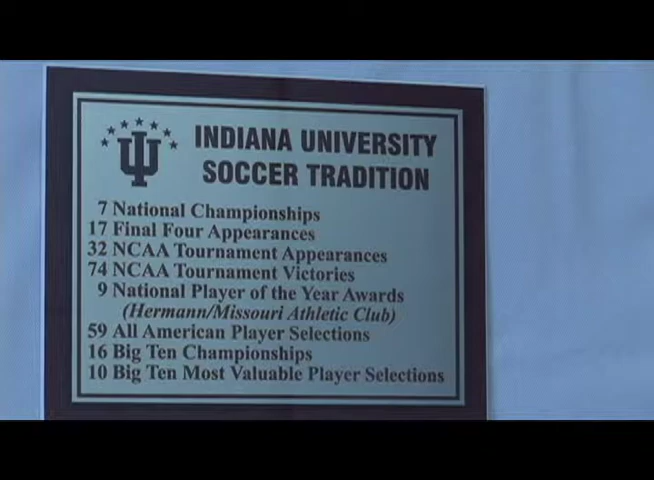 INDIANA UNIVERSITY
SOCCER TRADITION
7 National Championships
17 Final Four Appearances
32 NCAA Tournament Appearances
74 NCAA Tournament Victories
9 National Player of the Year Awards
(Hermann/Missouri Athletic Club)
59 All American Player Selections
16 Big Ten Championships
10 Big Ten Most Valuable Player Selections